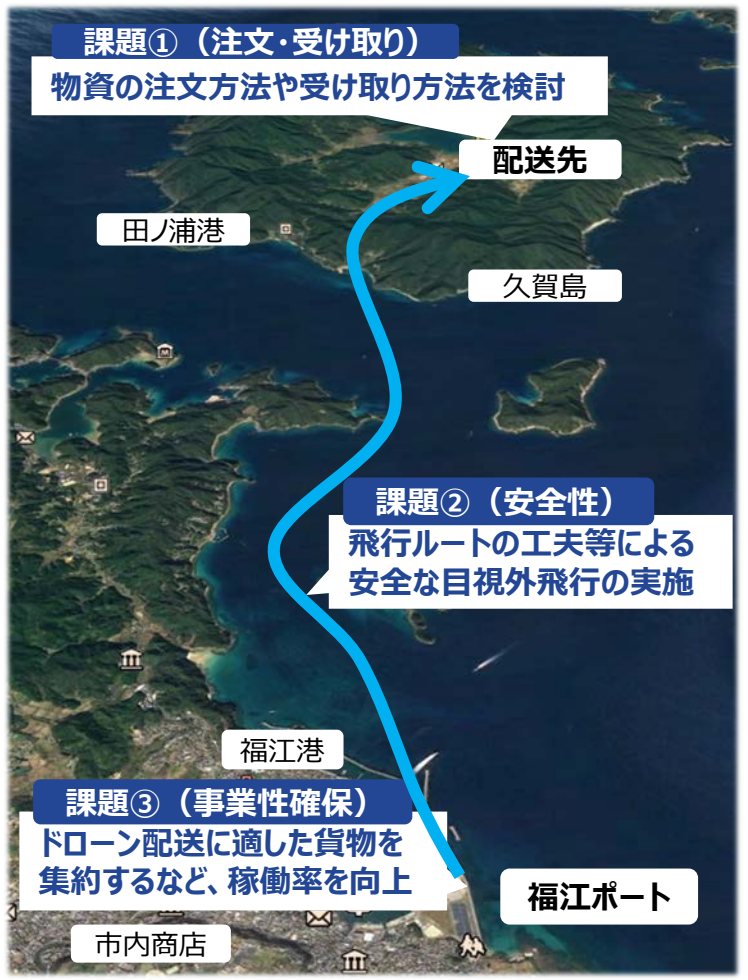 課題①（注文・受け取り）
物資の注文方法や受け取り方法を検討
配送先
田ノ浦港
久賀島
課題②（安全性）
飛行ルートの工夫等による
安全な目視外飛行の実施
福江港
課題③（事業性確保）
ドローン配送に適した貨物を
集約するなど、稼働率を向上
福江ポート
市内商店